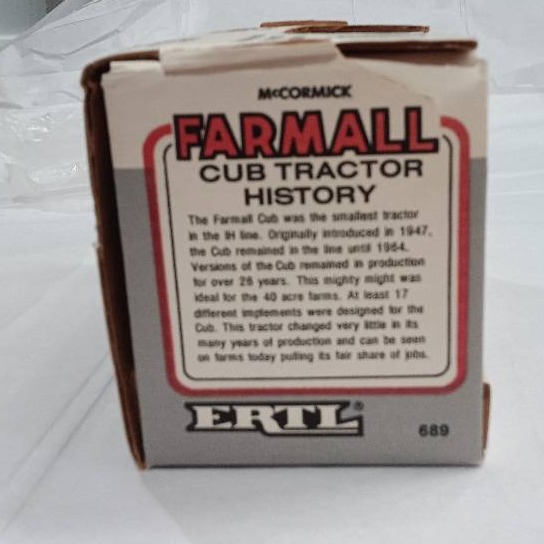 McCORMICK
FARMALL
CUB TRACTOR
HISTORY
The Farmall Cub was the smallest tractor
in the IH line. Originally introduced in 1947,
the Cub remained in the line until 1964.
Versions of the Cub remained in production
for over 28 years. This mighty might was
ideal for the 40 acre farms. At least 17
different implements were designed for the
Cub. This tractor changed very little in its
many years of production and can be seen
on farms today pulling its fair share of jobs.
ERTL®
689